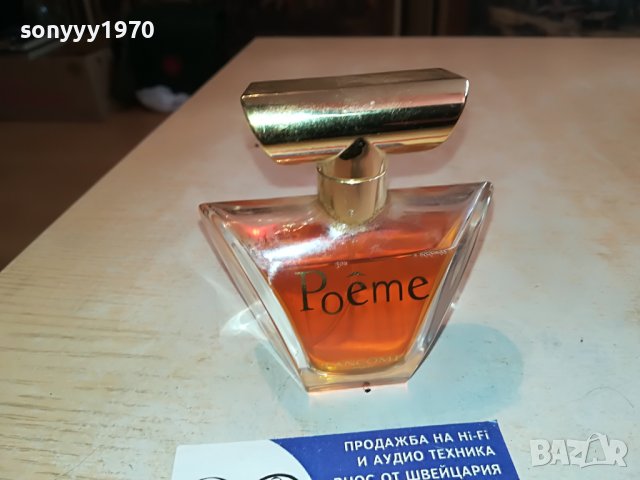 sonyyy1970
Poême
LANCOME
ПРОДАЖБА НА Hi-Fi
И АУДИО ТЕХНИКА
ВНОС ОТ ШВЕЙЦАРИЯ
BAZAR